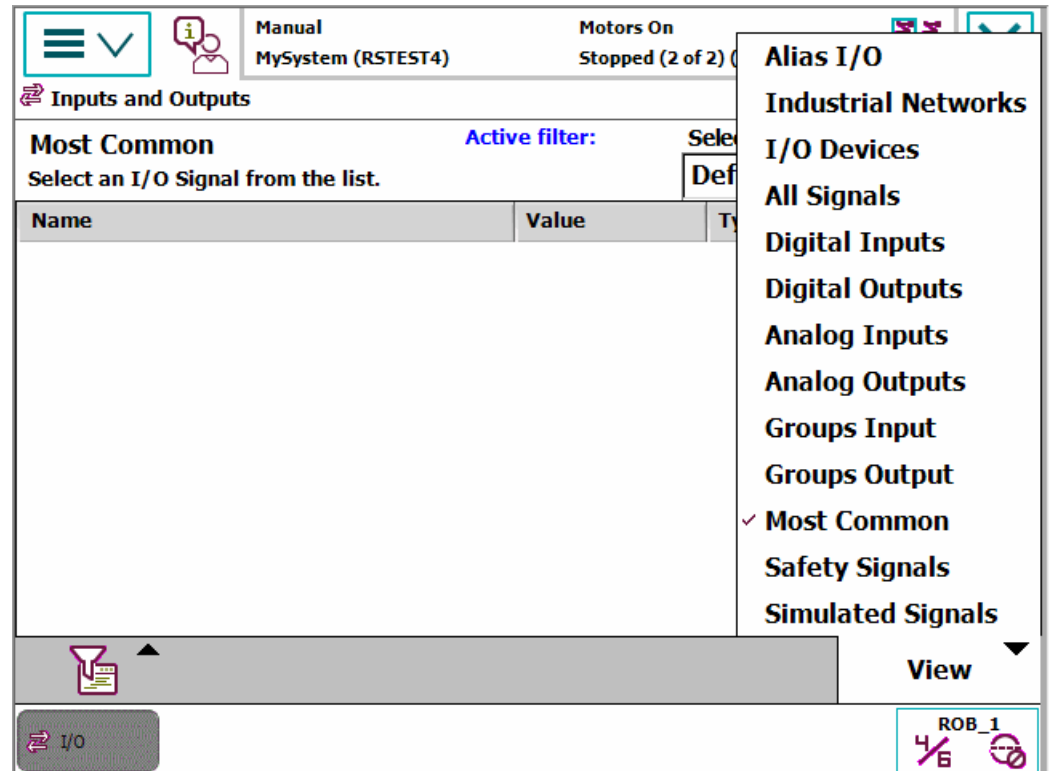 Manual
MySystem (RSTEST4)
Motors On
Stopped (2 of 2) (
Inputs and Outputs
Most Common
Select an I/O Signal from the list.
Active filter:
Name
Value
Alias I/O
Industrial Networks
I/O Devices
All Signals
Digital Inputs
Digital Outputs
Analog Inputs
Analog Outputs
Groups Input
Groups Output
Most Common
Safety Signals
Simulated Signals
View
I/O
ROB_1